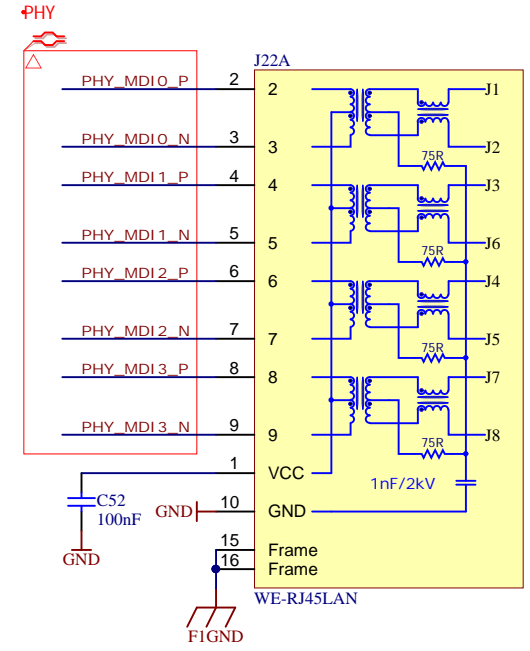 PHY
J22A
PHY_MDI0_P 2 2 J1
PHY_MDI0_N 3 3 J2
75R
PHY_MDI1_P 4 4 J3
PHY_MDI1_N 5 5 J6
75R
PHY_MDI2_P 6 6 J4
PHY_MDI2_N 7 7 J5
75R
PHY_MDI3_P 8 8 J7
PHY_MDI3_N 9 9 J8
75R
1 VCC
1nF/2kV
C52
100nF
GND
GND 10 GND
15 Frame
16 Frame
WE-RJ45LAN
F1GND